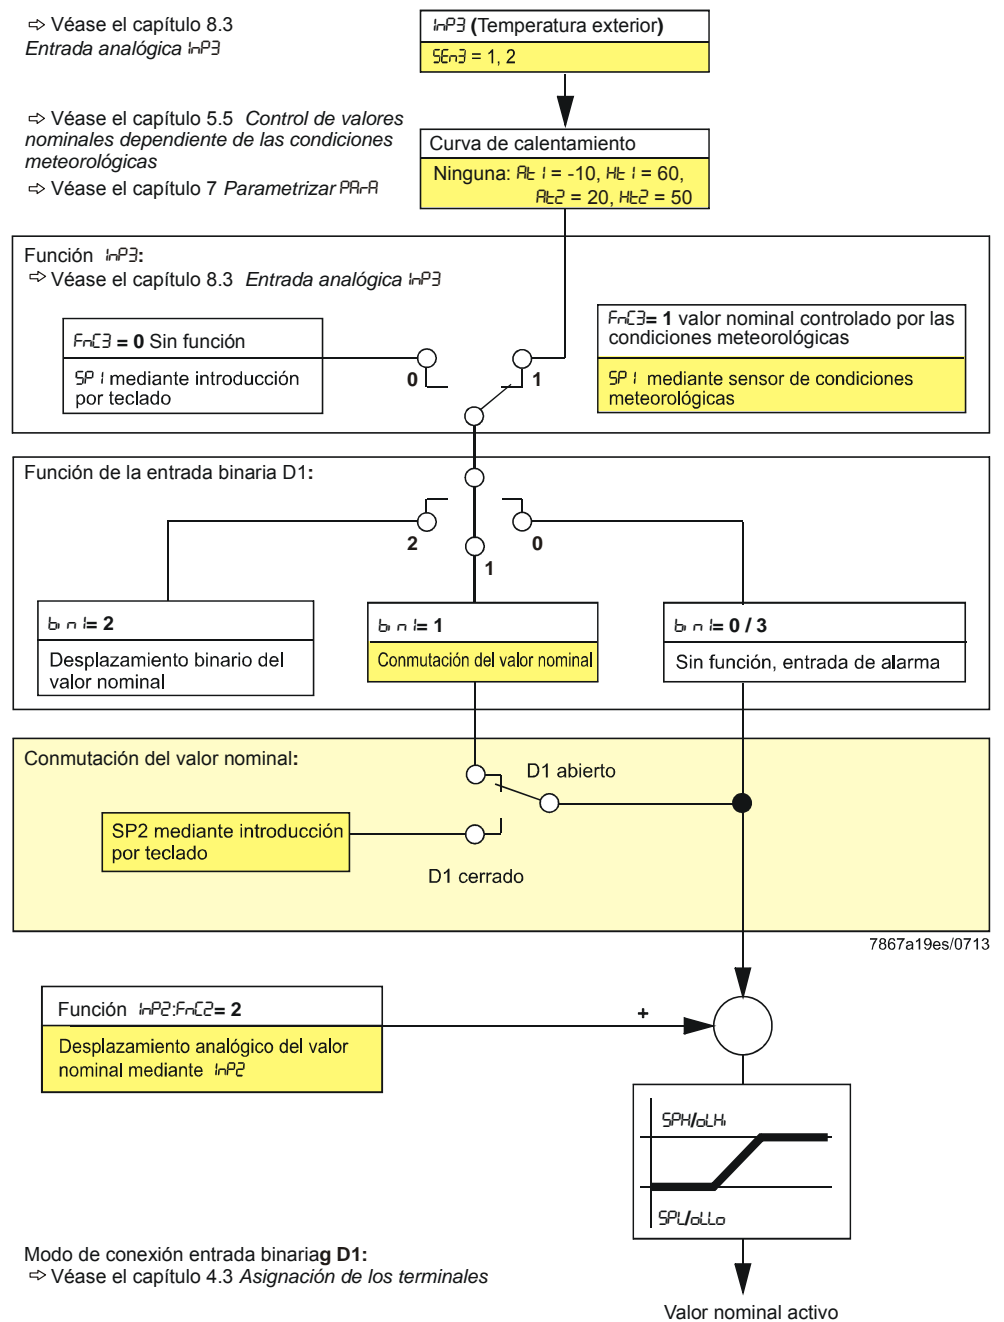 ⇨ Véase el capítulo 8.3
Entrada analógica InP3
InP3 (Temperatura exterior)
SEn3 = 1, 2
⇨ Véase el capítulo 5.5 Control de valores
nominales dependiente de las condiciones
meteorológicas
⇨ Véase el capítulo 7 Parametrizar PArA
Curva de calentamiento
Ninguna: At1 = -10, Ht1 = 60,
At2 = 20, Ht2 = 50
Función InP3:
⇨ Véase el capítulo 8.3 Entrada analógica InP3
FnC3 = 0 Sin función
SP1 mediante introducción
por teclado
0
1
FnC3= 1 valor nominal controlado por las
condiciones meteorológicas
SP1 mediante sensor de condiciones
meteorológicas
Función de la entrada binaria D1:
2
0
1
bin1= 2
Desplazamiento binario del
valor nominal
bin1= 1
Conmutación del valor nominal
bin1= 0 / 3
Sin función, entrada de alarma
Conmutación del valor nominal:
D1 abierto
SP2 mediante introducción
por teclado
D1 cerrado
7867a19es/0713
Función InP2:FnC2= 2
Desplazamiento analógico del valor
nominal mediante InP2
+
SPH/oLHi
SPL/oLLo
Modo de conexión entrada binariag D1:
⇨ Véase el capítulo 4.3 Asignación de los terminales
Valor nominal activo